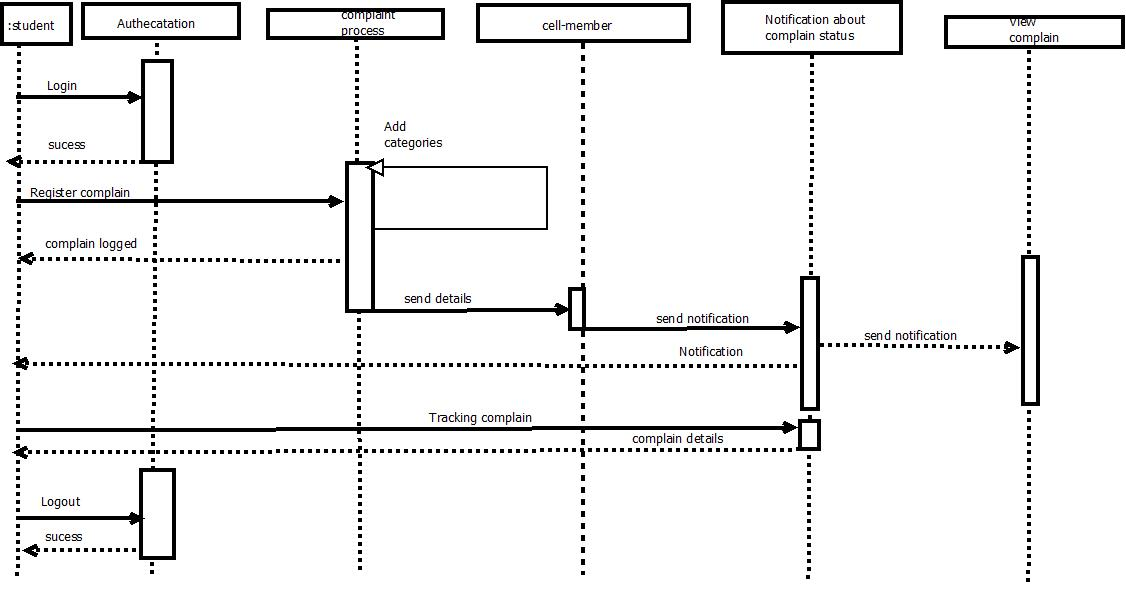 :student
Authecatation
complaint
process
cell-member
Notification about
complain status
view
complain
Login
Add
categories
sucess
Register complain
complain logged
send details
send notification
send notification
Notification
Tracking complain
complain details
Logout
sucess